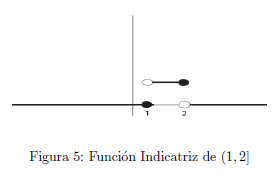 1 2
Figura 5: Función Indicatriz de (1, 2]